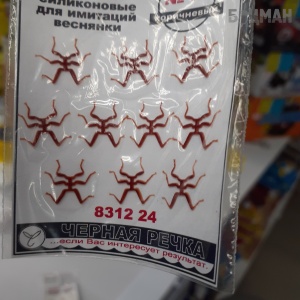 силиконовые
для имитаций
веснянки
коричневые
8312 24
ЧЕРНАЯ РЕЧКА
...если Вас интересует результат